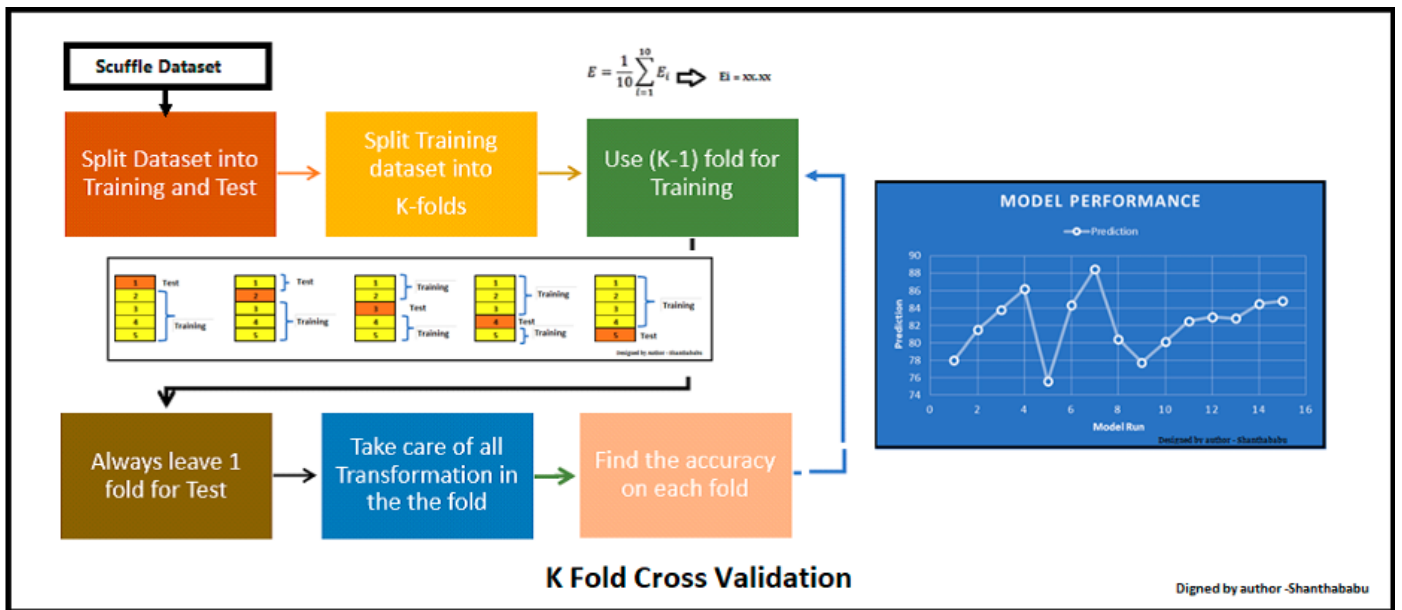 Scuffle Dataset
E = 1/10 ∑ i=1 10 Ei Ei = xx.xx
Split Dataset into
Training and Test
Split Training
dataset into
K-folds
Use (K-1) fold for
Training
1 Test
2
3
4
5
Training
1 Test
2
3
4
5
Training
1
2
Training
3 Test
4
5
Training
1
2
3
Training
4 Test
5 Training
1
2
3
4
Training
5 Test
Designed by author -shanthababu
Always leave 1
fold for Test
Take care of all
Transformation in
the the fold
Find the accuracy
on each fold
MODEL PERFORMANCE
Prediction
Prediction
90
88
86
84
82
80
78
76
74
0 2 4 6 8 10 12 14 16
Model Run
Designed by author - Shanthababu
K Fold Cross Validation
Digned by author -Shanthababu